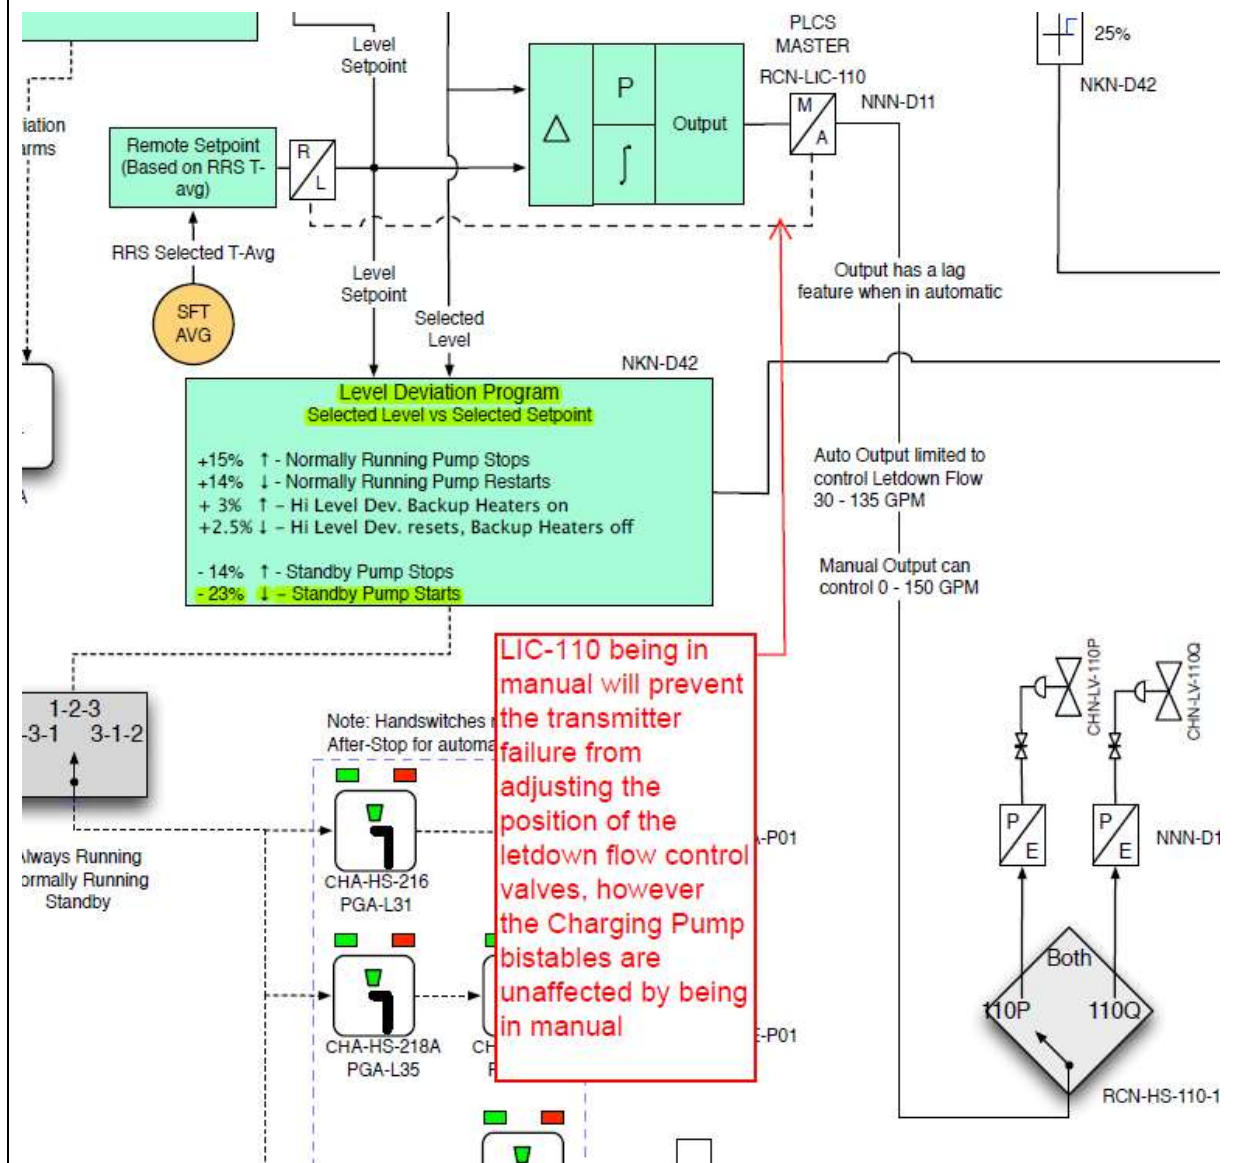 Level
Setpoint
PLCS
MASTER
RCN-LIC-110
M
A
NNN-D11
25%
NKN-D42
iation
arms
Remote Setpoint
(Based on RRS T-
avg)
R
L
△
P
∫
Output
RRS Selected T-Avg
SFT
AVG
Level
Setpoint
Selected
Level
Output has a lag
feature when in automatic
NKN-D42
Level Deviation Program
Selected Level vs Selected Setpoint
+15% ↑ - Normally Running Pump Stops
+14% ↓ - Normally Running Pump Restarts
+ 3% ↑ – Hi Level Dev. Backup Heaters on
+2.5% ↓ – Hi Level Dev. resets, Backup Heaters off
- 14% ↑ - Standby Pump Stops
- 23% ↓ – Standby Pump Starts
Auto Output limited to
control Letdown Flow
30 - 135 GPM
Manual Output can
control 0 - 150 GPM
LIC-110 being in
manual will prevent
the transmitter
failure from
adjusting the
position of the
letdown flow control
valves, however
the Charging Pump
bistables are
unaffected by being
in manual
1-2-3
-3-1 3-1-2
Always Running
ormally Running
Standby
Note: Handswitches
After-Stop for automa
CHA-HS-216
PGA-L31
-P01
CHA-HS-218A
PGA-L35
CH
P
-P01
CHN-LV-110P
CHN-LV-110Q
P
E
P
E
NNN-D1
Both
110P 110Q
RCN-HS-110-1